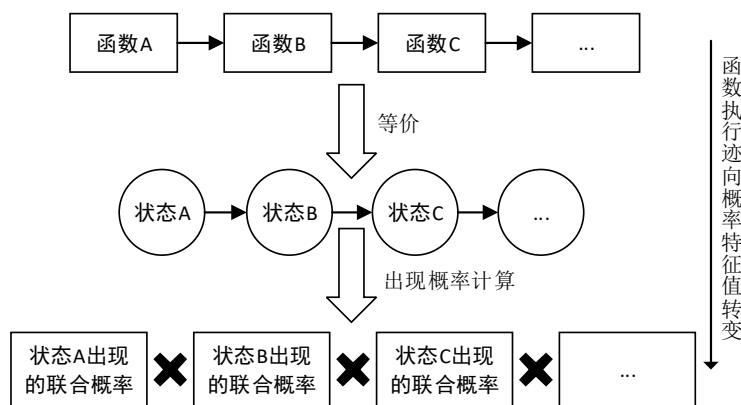 函数A
函数B
函数C
...
等价
状态A
状态B
状态C
...
出现概率计算
状态A出现
的联合概率
状态B出现
的联合概率
状态C出现
的联合概率
...
函数执行迹向概率特征值转变